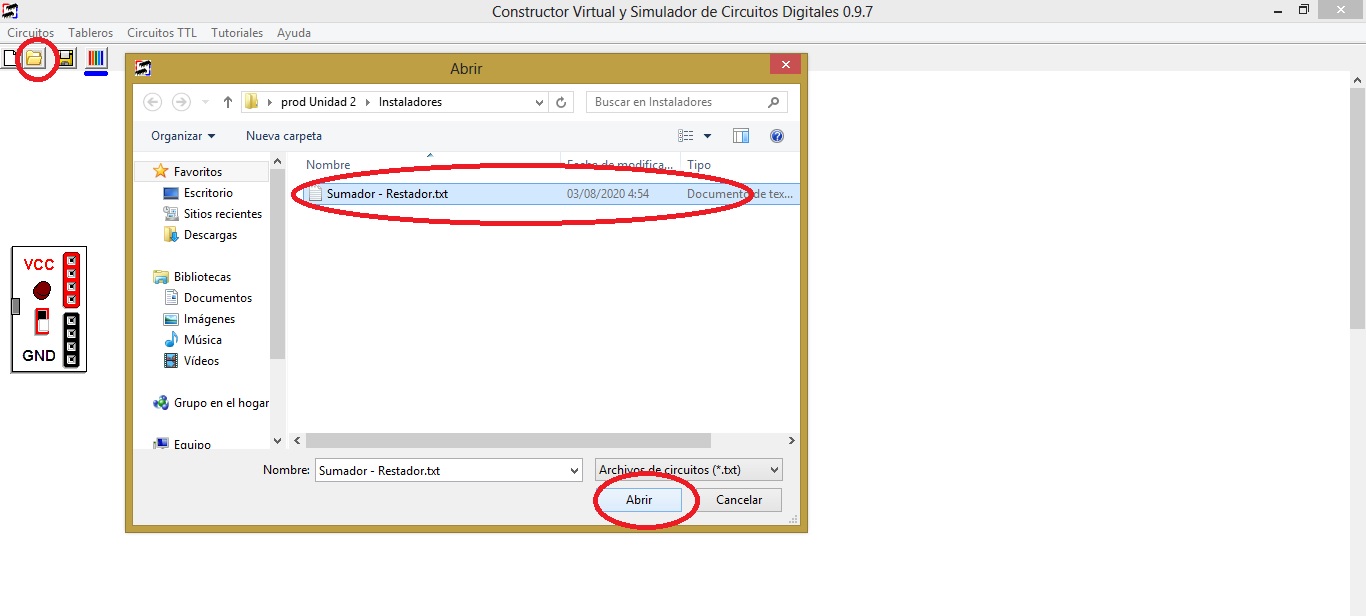 Constructor Virtual y Simulador de Circuitos Digitales 0.9.7
Circuitos Tableros Circuitos TTL Tutoriales Ayuda
Abrir
prod Unidad 2 Instaladores
Buscar en Instaladores
Organizar Nueva carpeta
Nombre Fecha de modifica... Tipo
Sumador - Restador.txt 03/08/2020 4:54 Documento de tex...
Favoritos
Escritorio
Sitios recientes
Descargas
Bibliotecas
Documentos
Imágenes
Música
Vídeos
Grupo en el hogar
Equipo
VCC
GND
Nombre: Sumador - Restador.txt Archivos de circuitos (*.txt)
Abrir Cancelar